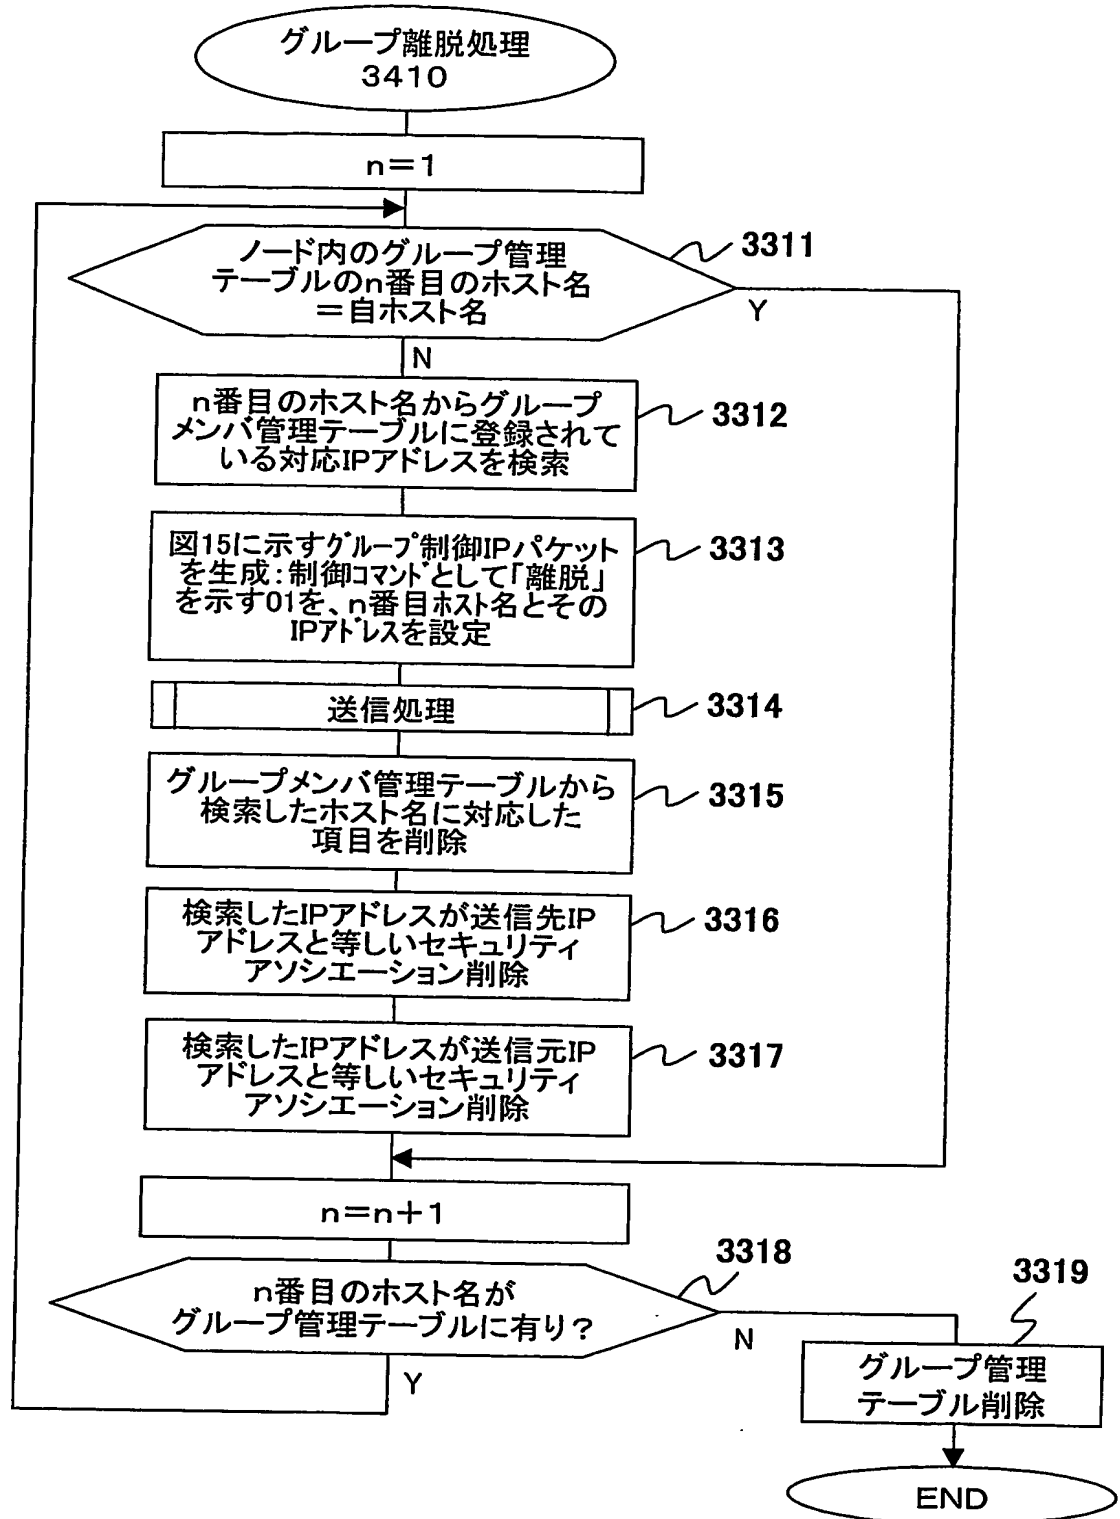 グループ離脱処理
3410
n=1
ノード内のグループ管理
テーブルのn番目のホスト名
=自ホスト名
3311
Y
N
n番目のホスト名からグループ
メンバ管理テーブルに登録されて
いる対応IPアドレスを検索
3312
図15に示すグループ制御IPパケット
を生成:制御コマンドとして「離脱」
を示す01を、n番目ホスト名とその
IPアドレスを設定
3313
送信処理
3314
グループメンバ管理テーブルから
検索したホスト名に対応した
項目を削除
3315
検索したIPアドレスが送信先IP
アドレスと等しいセキュリティ
アソシエーション削除
3316
検索したIPアドレスが送信元IP
アドレスと等しいセキュリティ
アソシエーション削除
3317
n=n+1
n番目のホスト名が
グループ管理テーブルに有り?
3318
N
Y
3319
グループ管理
テーブル削除
END